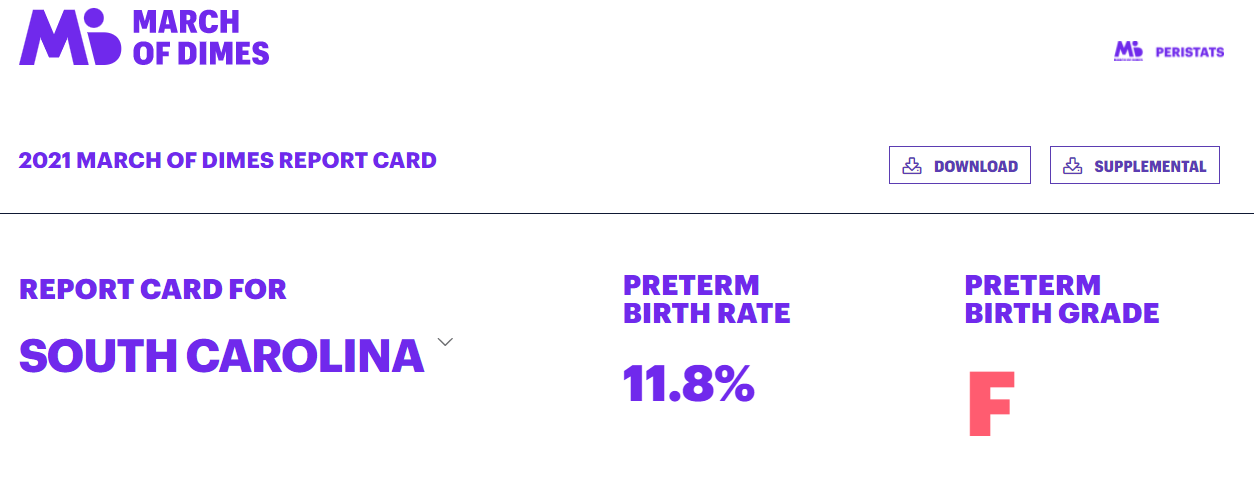 MARCH
OF DIMES
PERISTATS
2021 MARCH OF DIMES REPORT CARD
DOWNLOAD
SUPPLEMENTAL
REPORT CARD FOR
SOUTH CAROLINA
PRETERM
BIRTH RATE
11.8%
PRETERM
BIRTH GRADE
F